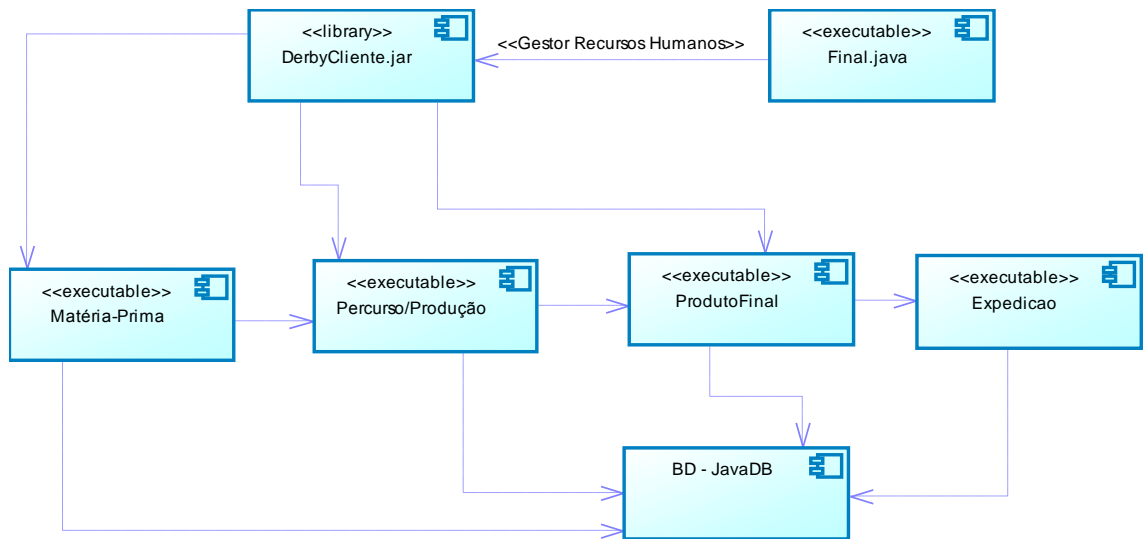 <<library>>
DerbyCliente.jar
<<Gestor Recursos Humanos>>
<<executable>>
Final.java
<<executable>>
Matéria-Prima
<<executable>>
Percurso/Produção
<<executable>>
ProdutoFinal
<<executable>>
Expedicao
BD - JavaDB